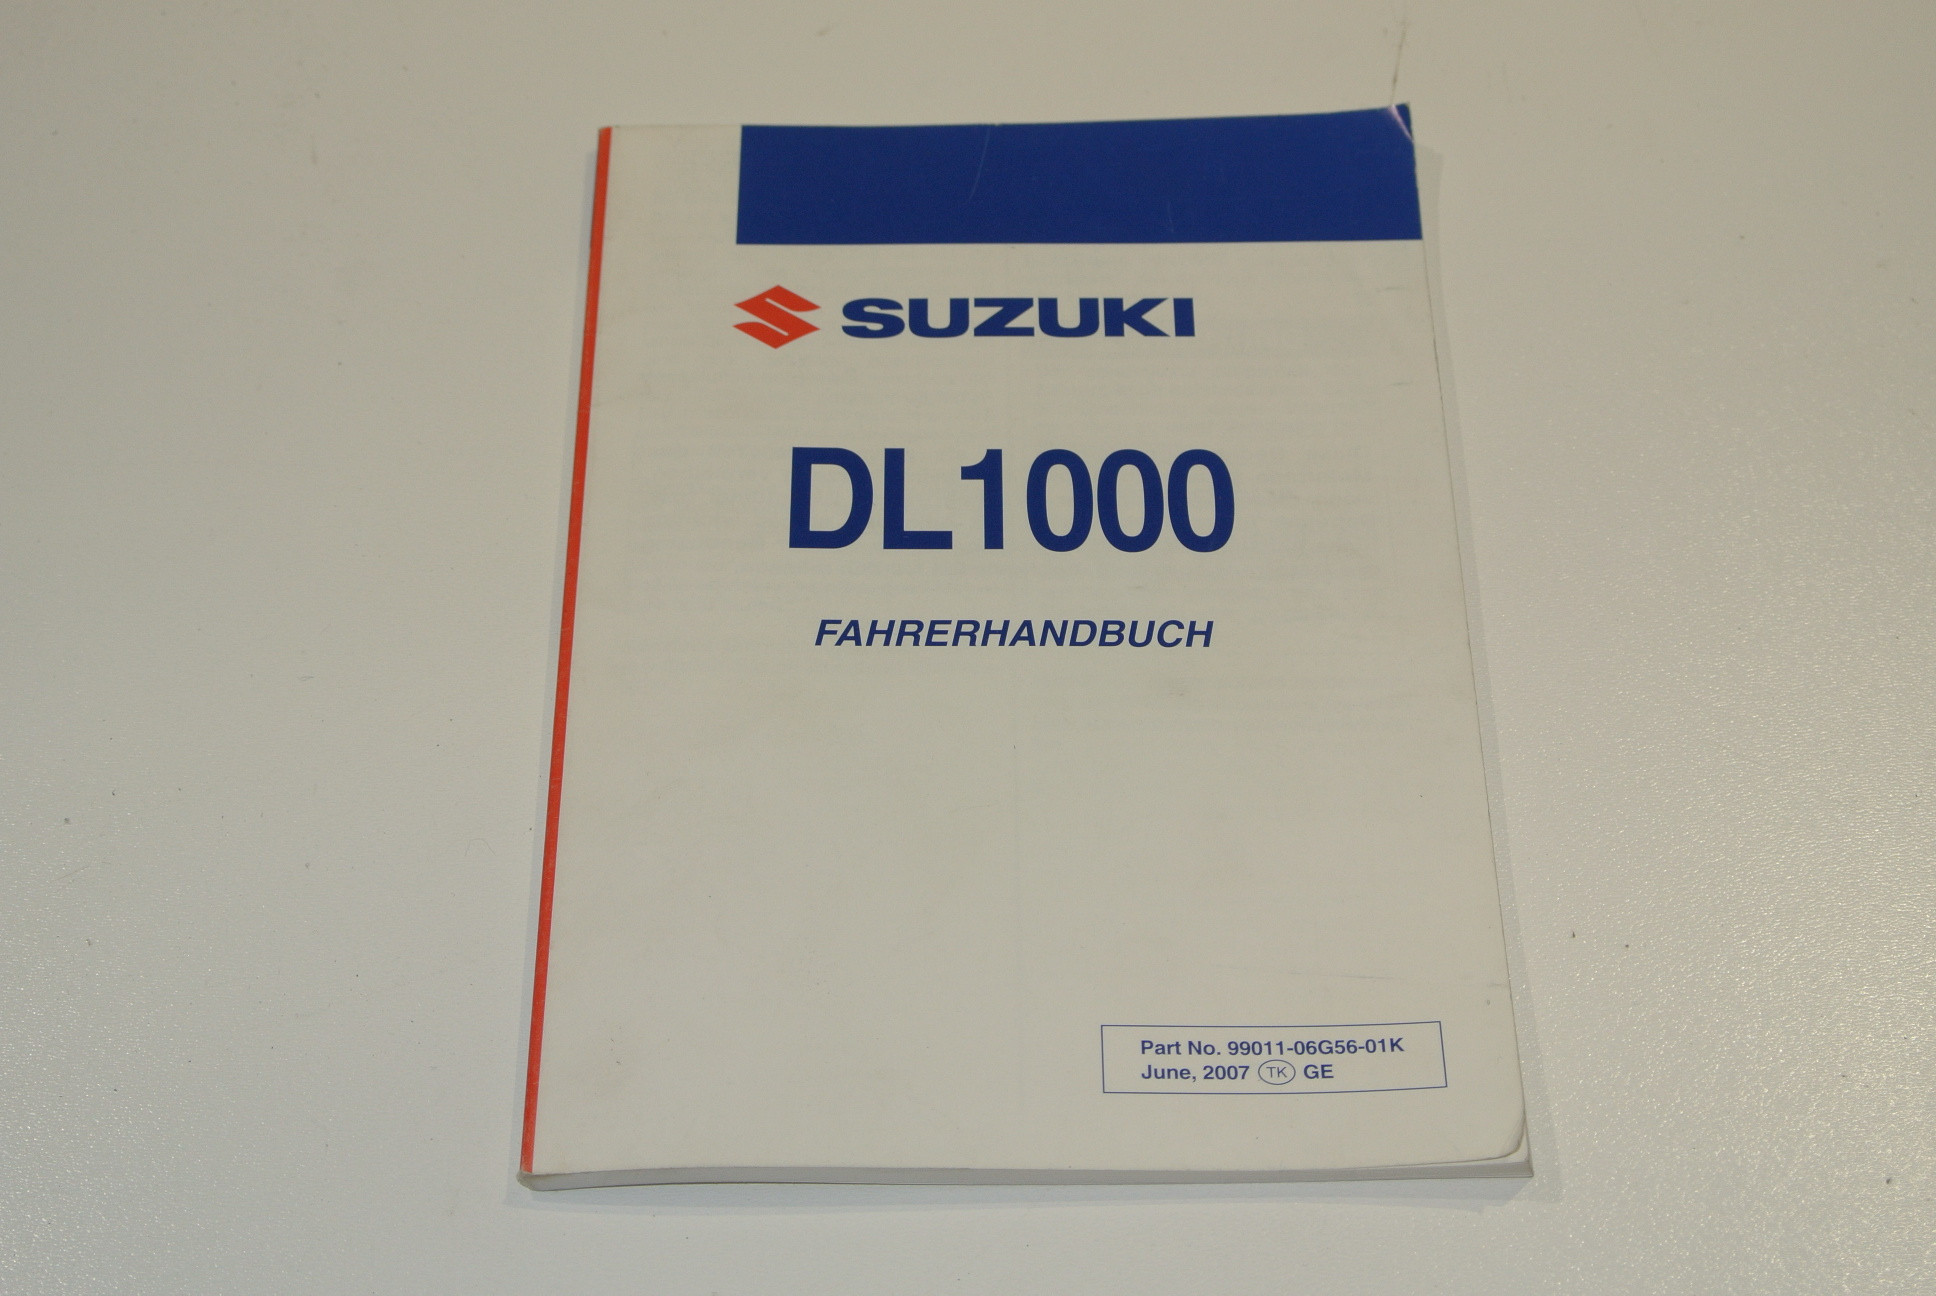 SUZUKI
DL1000
FAHRERHANDBUCH
Part No. 99011-06G56-01K
June, 2007 TK GE